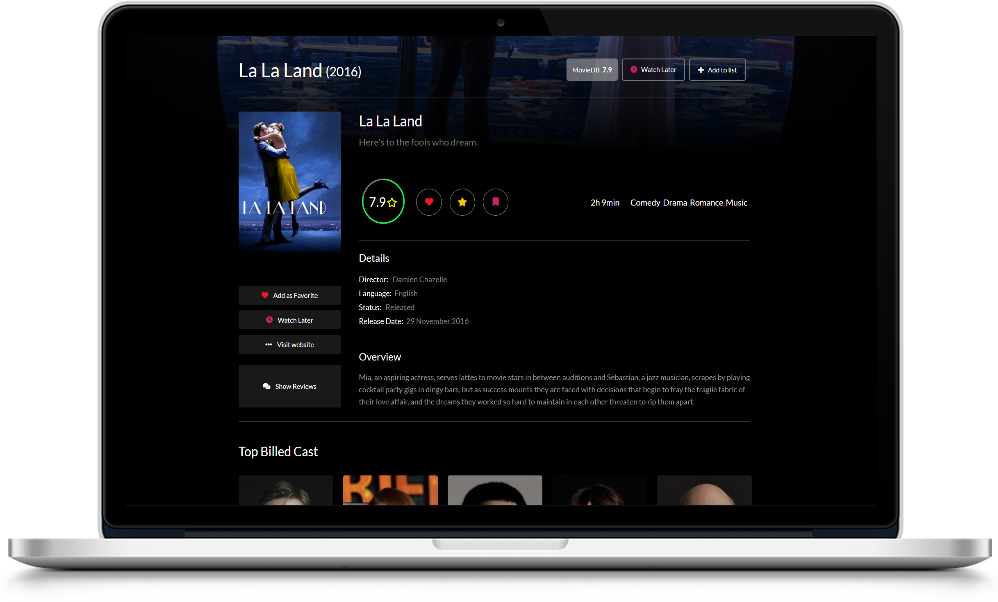 La La Land (2016)
MovieDB 7.9
Watch Later
Add to list
La La Land
Here's to the fools who dream.
LA LA LAND
7.9
2h 9min Comedy Drama Romance Music
Details
Director: Damien Chazelle
Language: English
Status: Released
Release Date: 29 November 2016
Add as Favorite
Watch Later
Visit website
Show Reviews
Overview
Mia, an aspiring actress, serves lattes to movie stars in between auditions and Sebastian, a jazz musician, scrapes by playing
cocktail party gigs in dingy bars, but as success mounts they are faced with decisions that begin to fray the fragile fabric of
their love affair, and the dreams they worked so hard to maintain in each other threaten to rip them apart.
Top Billed Cast